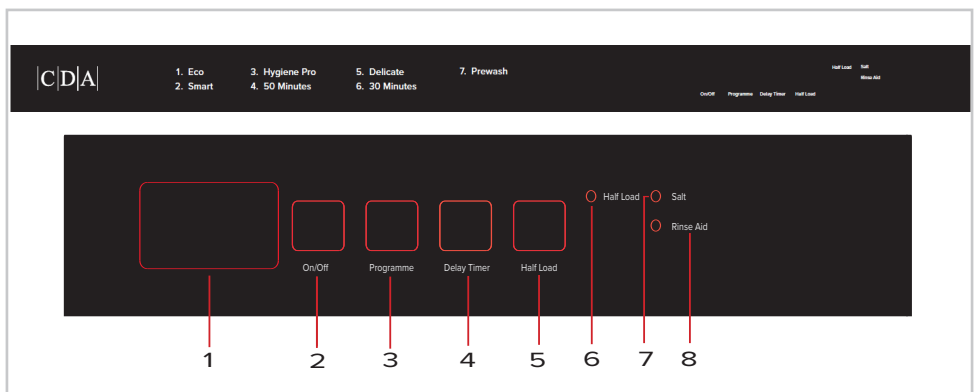 |C|D|A|
1. Eco 3. Hygiene Pro 5. Delicate 7. Prewash
2. Smart 4. 50 Minutes 6. 30 Minutes
Half Load Salt
Rinse Aid
On/Off Programme Delay Timer Half Load
Half Load Salt
Rinse Aid
On/Off Programme Delay Timer Half Load
1 2 3 4 5 6 7 8